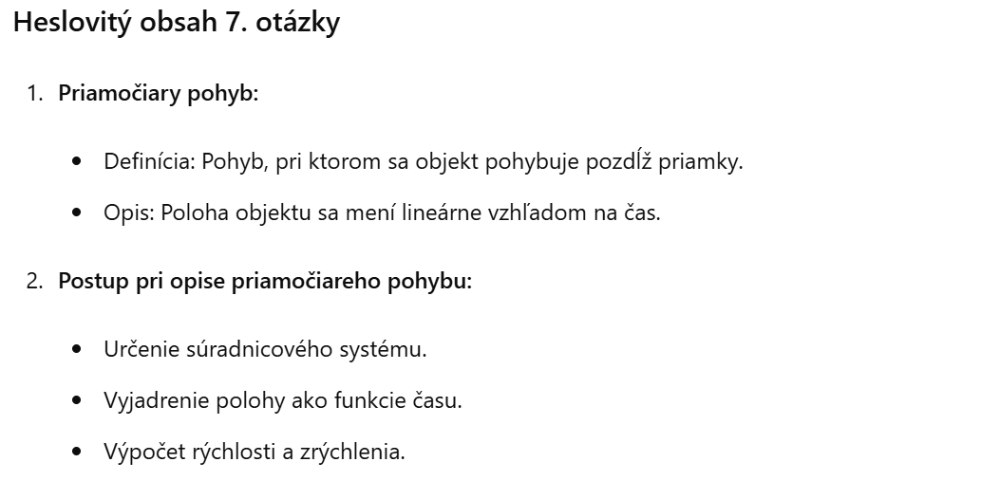 Heslovitý obsah 7. otázky
1. Priamočiary pohyb:
• Definícia: Pohyb, pri ktorom sa objekt pohybuje pozdĺž priamky.
• Opis: Poloha objektu sa mení lineárne vzhľadom na čas.
2. Postup pri opise priamočiareho pohybu:
• Určenie súradnicového systému.
• Vyjadrenie polohy ako funkcie času.
• Výpočet rýchlosti a zrýchlenia.